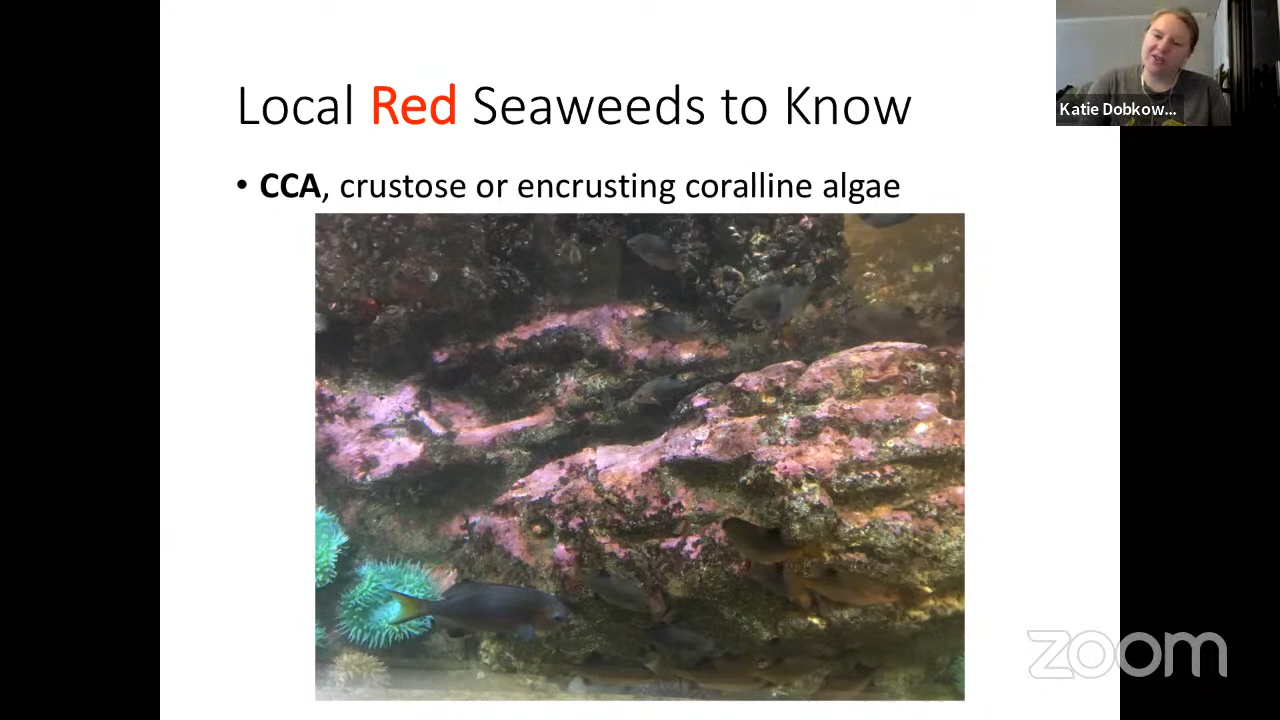 Local Red Seaweeds to Know
• CCA, crustose or encrusting coralline algae
Katie Dobkow...
zoom